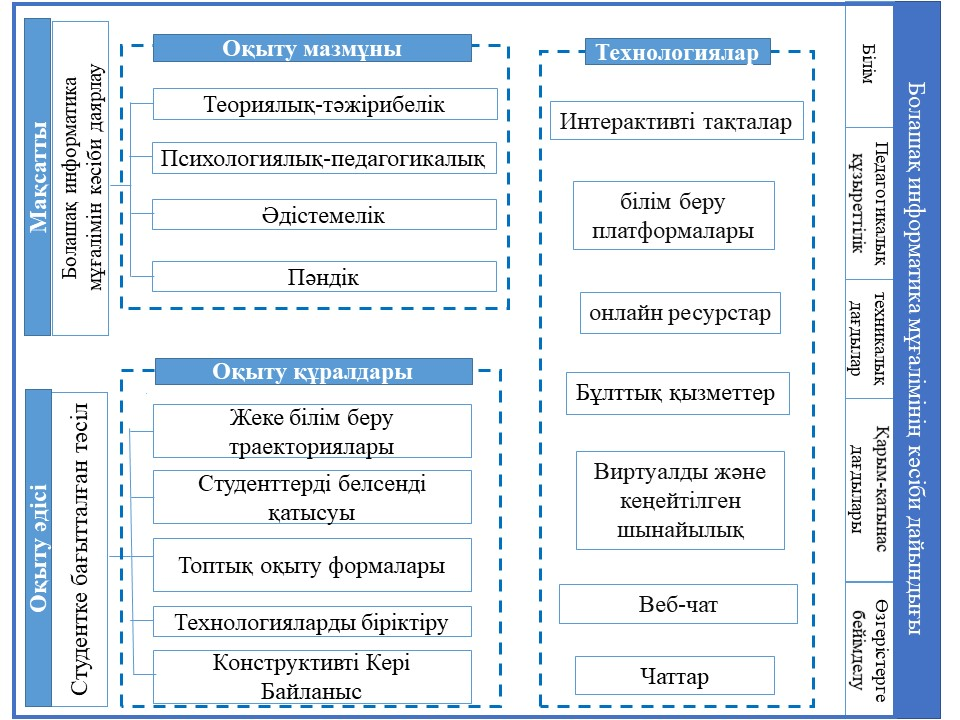 Мақсатты
Болашақ информатика
мұғалімін кәсіби даярлау
Оқыту мазмұны
Теориялық-тәжірибелік
Психологиялық-педагогикалық
Әдістемелік
Пәндік
Оқыту әдісі
Студентке бағытталған тәсіл
Оқыту құралдары
Жеке білім беру
траекториялары
Студенттерді белсенді
қатысуы
Топтық оқыту формалары
Технологияларды біріктіру
Конструктивті Кері
Байланыс
Технологиялар
Интерактивті тақталар
білім беру
платформалары
онлайн ресурстар
Бұлттық қызметтер
Виртуалды және
кеңейтілген
шынайылық
Веб-чат
Чаттар
Білім
Педагогикалық
құзыреттілік
техникалық
дағдылар
Қарым-қатынас
дағдылары
Өзгерістерге
бейімделу
Болашақ информатика мұғалімінің кәсіби дайындығы